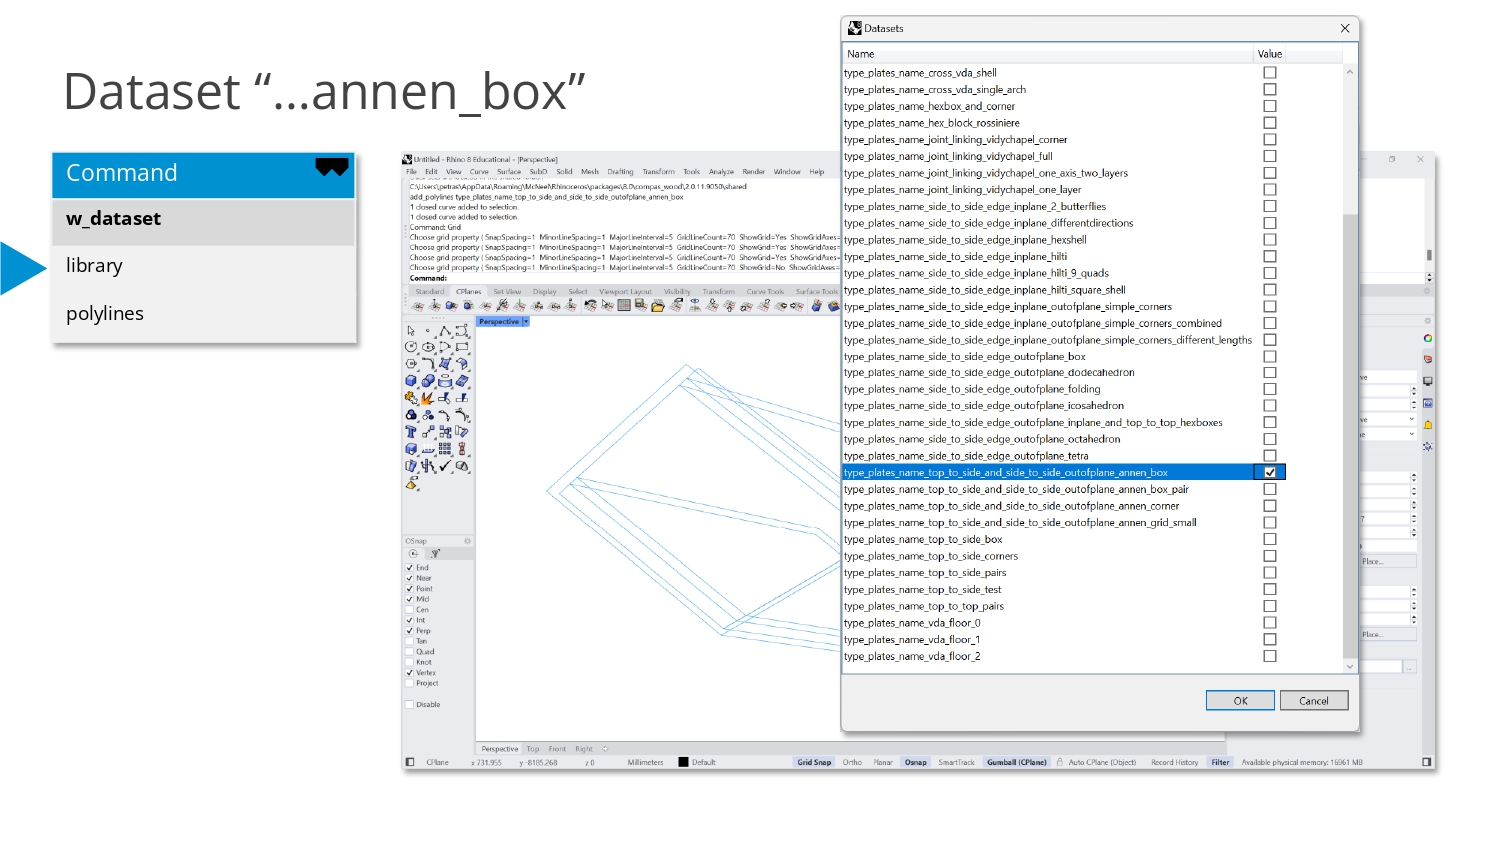 Dataset “…annen_box”
Command
w_dataset
library
polylines
Untitled - Rhino 8 Educational - [Perspective]
File Edit View Curve Surface SubD Solid Mesh Drafting Transform Tools Analyze Render Window Help
C:\Users\petras\AppData\Roaming\McNeel\Rhinoceros\packages\8.0\compas_wood\2.0.11.9050\shared
add_polylines type_plates_name_top_to_side_and_side_to_side_outofplane_annen_box
1 closed curve added to selection.
1 closed curve added to selection.
Command: Grid
Choose grid property ( SnapSpacing=1 MinorLineSpacing=1 MajorLineInterval=5 GridLineCount=70 ShowGrid=Yes ShowGridAxes=
Choose grid property ( SnapSpacing=1 MinorLineSpacing=1 MajorLineInterval=5 GridLineCount=70 ShowGrid=Yes ShowGridAxes=
Choose grid property ( SnapSpacing=1 MinorLineSpacing=1 MajorLineInterval=5 GridLineCount=70 ShowGrid=Yes ShowGridAxes=
Choose grid property ( SnapSpacing=1 MinorLineSpacing=1 MajorLineInterval=5 GridLineCount=70 ShowGrid=No ShowGridAxes=
Command:
Standard CPlanes Set View Display Select Viewport Layout Visibility Transform Curve Tools Surface Tools
Perspective
OSnap
End
Near
Point
Mid
Cen
Int
Perp
Tan
Quad
Knot
Vertex
Project
Disable
Perspective Top Front Right
CPlane x 731.955 y -8185.268 z 0 Millimeters Default Grid Snap Ortho Planar Osnap SmartTrack Gumball (CPlane) Auto CPlane (Object) Record History Filter Available physical memory: 16961 MB
Datasets
Name Value
type_plates_name_cross_vda_shell
type_plates_name_cross_vda_single_arch
type_plates_name_hexbox_and_corner
type_plates_name_hex_block_rossiniere
type_plates_name_joint_linking_vidychapel_corner
type_plates_name_joint_linking_vidychapel_full
type_plates_name_joint_linking_vidychapel_one_axis_two_layers
type_plates_name_joint_linking_vidychapel_one_layer
type_plates_name_side_to_side_edge_inplane_2_butterflies
type_plates_name_side_to_side_edge_inplane_differentdirections
type_plates_name_side_to_side_edge_inplane_hexshell
type_plates_name_side_to_side_edge_inplane_hilti
type_plates_name_side_to_side_edge_inplane_hilti_9_quads
type_plates_name_side_to_side_edge_inplane_hilti_square_shell
type_plates_name_side_to_side_edge_inplane_outofplane_simple_corners
type_plates_name_side_to_side_edge_inplane_outofplane_simple_corners_combined
type_plates_name_side_to_side_edge_inplane_outofplane_simple_corners_different_lengths
type_plates_name_side_to_side_edge_outofplane_box
type_plates_name_side_to_side_edge_outofplane_dodecahedron
type_plates_name_side_to_side_edge_outofplane_folding
type_plates_name_side_to_side_edge_outofplane_icosahedron
type_plates_name_side_to_side_edge_outofplane_inplane_and_top_to_top_hexboxes
type_plates_name_side_to_side_edge_outofplane_octahedron
type_plates_name_side_to_side_edge_outofplane_tetra
type_plates_name_top_to_side_and_side_to_side_outofplane_annen_box
type_plates_name_top_to_side_and_side_to_side_outofplane_annen_box_pair
type_plates_name_top_to_side_and_side_to_side_outofplane_annen_corner
type_plates_name_top_to_side_and_side_to_side_outofplane_annen_grid_small
type_plates_name_top_to_side_box
type_plates_name_top_to_side_corners
type_plates_name_top_to_side_pairs
type_plates_name_top_to_side_test
type_plates_name_top_to_top_pairs
type_plates_name_vda_floor_0
type_plates_name_vda_floor_1
type_plates_name_vda_floor_2
OK Cancel
Place...
Place...